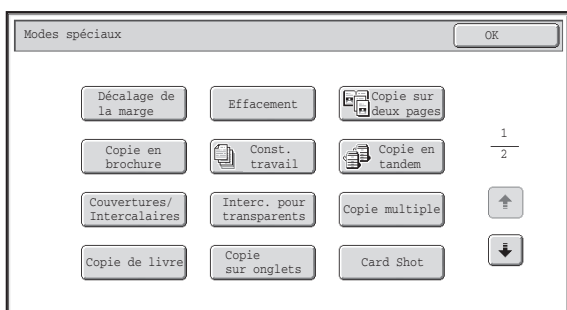 Modes spéciaux
OK
Décalage de
la marge
Effacement
Copie sur
deux pages
Copie en
brochure
Const.
travail
Copie en
tandem
1
2
Couvertures/
Intercalaires
Interc. pour
transparents
Copie multiple
Copie de livre
Copie
sur onglets
Card Shot